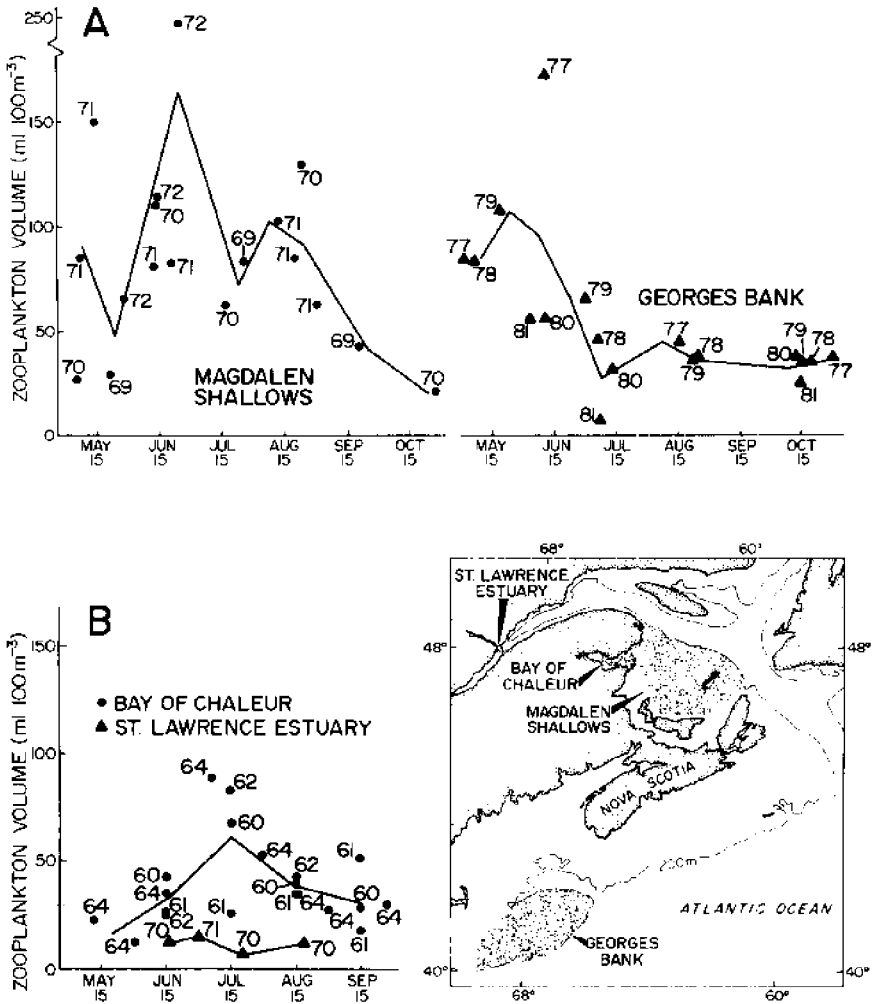 A
ZOOPLANKTON VOLUME (ml 100m⁻³)
250
150
100
50
0
72
71
72
70
71
71
71
72
70
69
69
70
71
70
71
71
69
70
MAGDALEN
SHALLOWS
MAY
15
JUN
15
JUL
15
AUG
15
SEP
15
OCT
15
77
79
77
78
81
80
79
78
80
81
77
78
79
79
78
80
77
81
GEORGES BANK
MAY
15
JUN
15
JUL
15
AUG
15
SEP
15
OCT
15
B
ZOOPLANKTON VOLUME (ml 100m⁻³)
150
100
50
0
● BAY OF CHALEUR
▲ ST. LAWRENCE ESTUARY
64
62
60
64
62
61
60
64
61
62
64
64
61
60
61
64
64
60
64
61
70
71
70
70
MAY
15
JUN
15
JUL
15
AUG
15
SEP
15
68°
60°
ST. LAWRENCE
ESTUARY
48°
48°
BAY OF
CHALEUR
MAGDALEN
SHALLOWS
NOVA SCOTIA
200m
ATLANTIC OCEAN
GEORGES
BANK
40°
40°
68°
60°